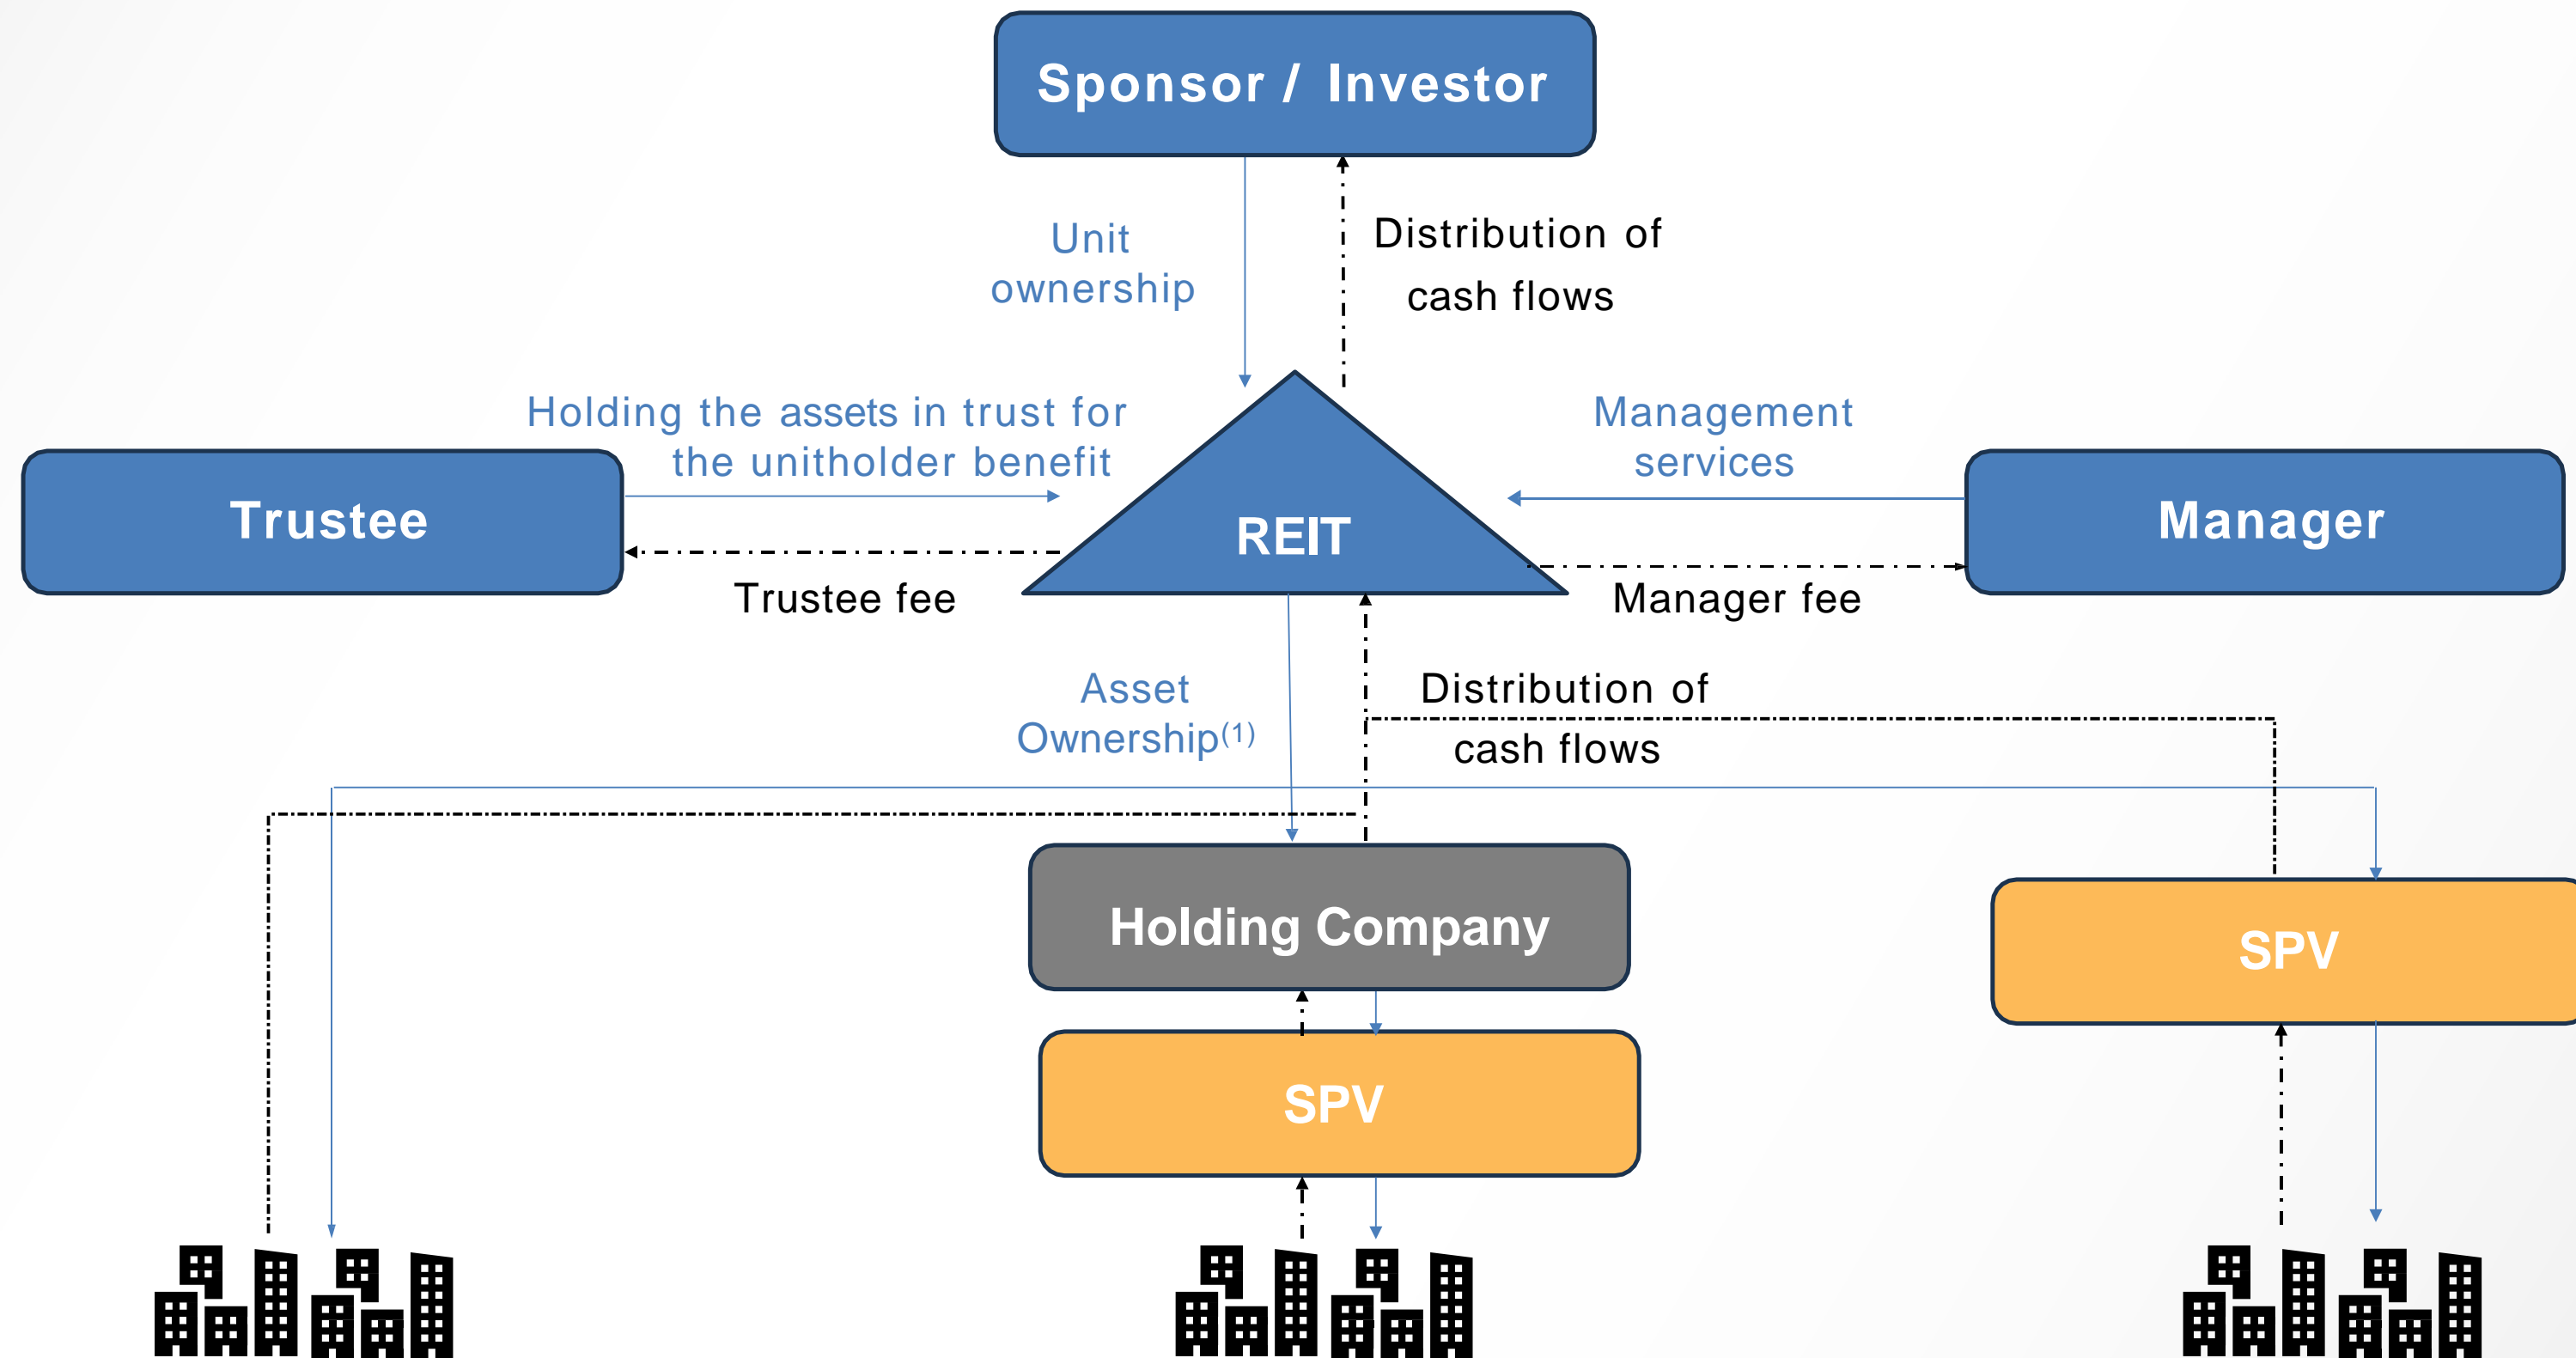 Sponsor / Investor
Unit
ownership
Distribution of
cash flows
Holding the assets in trust for
the unitholder benefit
Management
services
Trustee
REIT
Manager
Trustee fee
Manager fee
Asset
Ownership(1)
Distribution of
cash flows
Holding Company
SPV
SPV